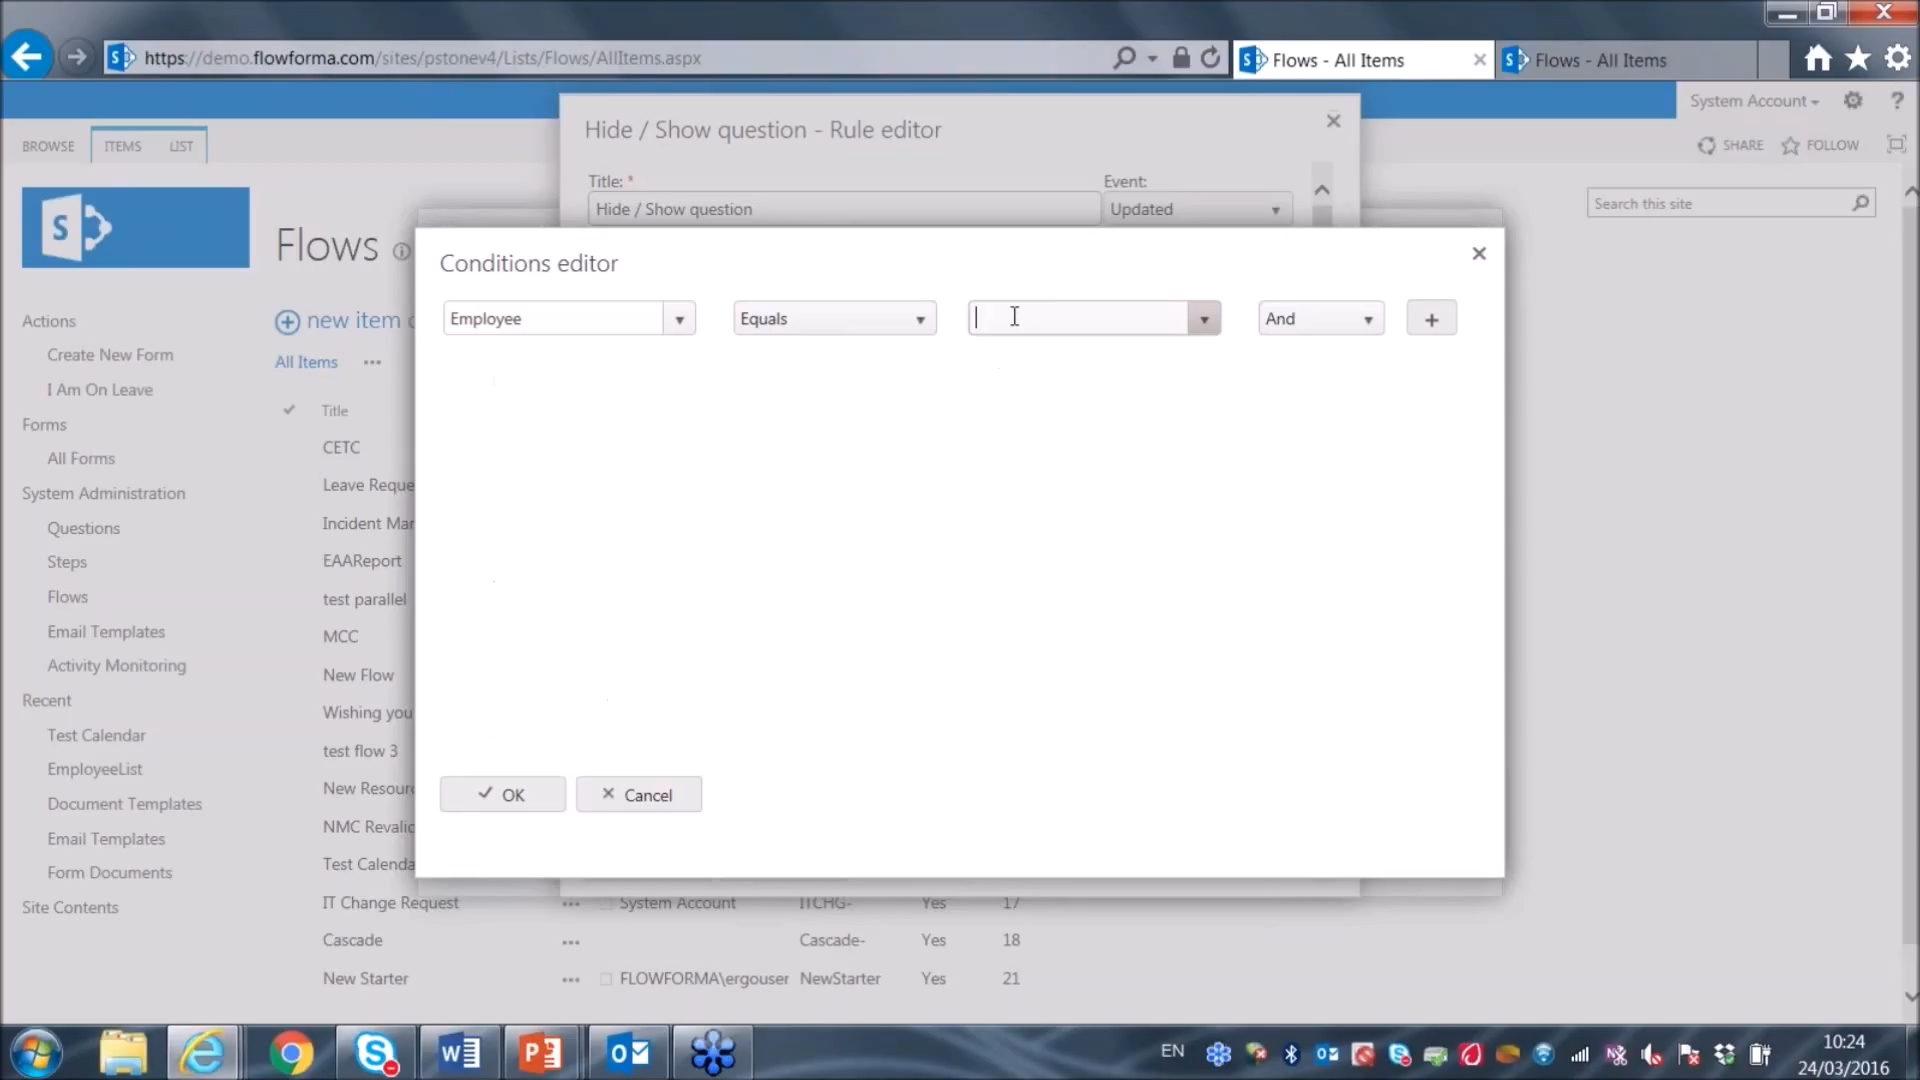 https://demo.flowforma.com/sites/pstonev4/Lists/Flows/AllItems.aspx
Flows - All Items
Flows - All Items
System Account
BROWSE
ITEMS
LIST
SHARE
FOLLOW
Hide / Show question - Rule editor
Title: *
Event:
Hide / Show question
Updated
Search this site
Flows
new item
All Items
Title
CETC
Leave Reque
Incident Mar
EAAReport
test parallel
MCC
New Flow
Wishing you
test flow 3
New Resour
NMC Revalid
Test Calenda
IT Change Request
System Account
ITCHG-
Yes
17
Cascade
Cascade-
Yes
18
New Starter
FLOWFORMA\ergouser
NewStarter
Yes
21
Actions
Create New Form
I Am On Leave
Forms
All Forms
System Administration
Questions
Steps
Flows
Email Templates
Activity Monitoring
Recent
Test Calendar
EmployeeList
Document Templates
Email Templates
Form Documents
Site Contents
Conditions editor
Employee
Equals
And
+
OK
Cancel
EN
10:24
24/03/2016